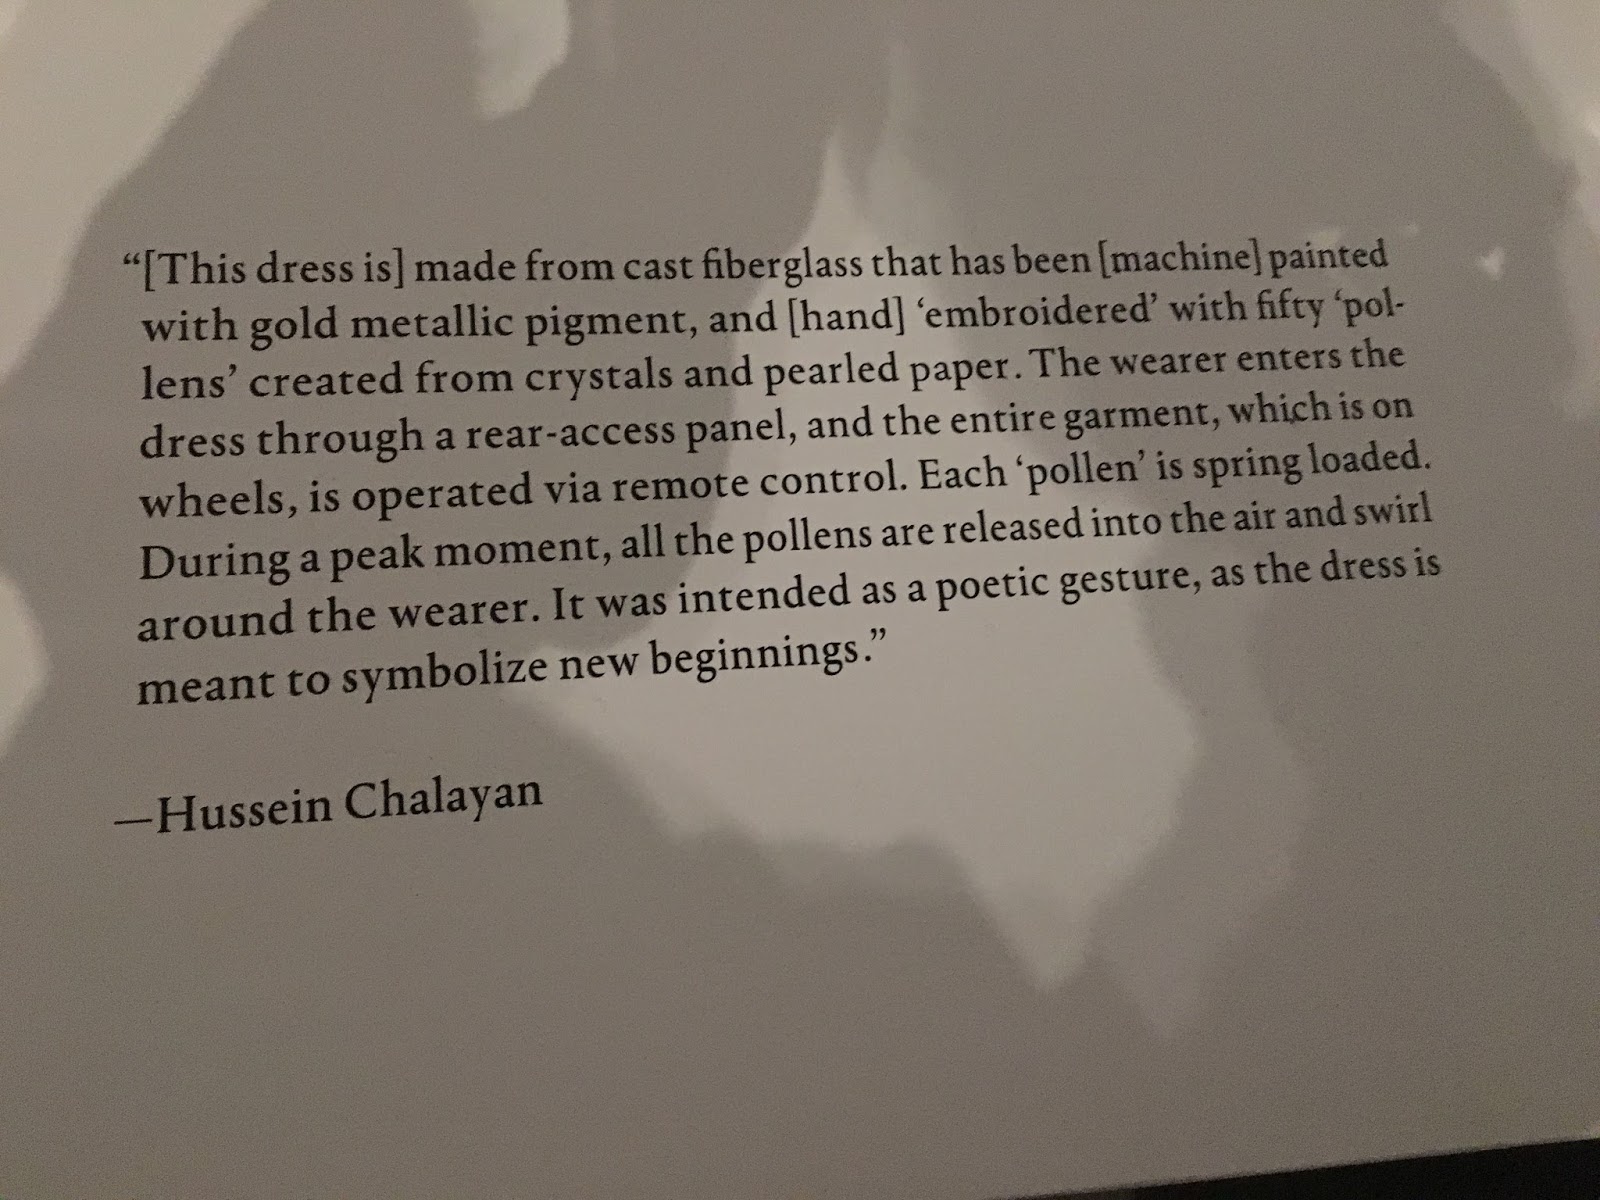 “[This dress is] made from cast fiberglass that has been [machine] painted
with gold metallic pigment, and [hand] ‘embroidered’ with fifty ‘pol-
lens’ created from crystals and pearled paper. The wearer enters the
dress through a rear-access panel, and the entire garment, which is on
wheels, is operated via remote control. Each ‘pollen’ is spring loaded.
During a peak moment, all the pollens are released into the air and swirl
around the wearer. It was intended as a poetic gesture, as the dress is
meant to symbolize new beginnings.”
—Hussein Chalayan